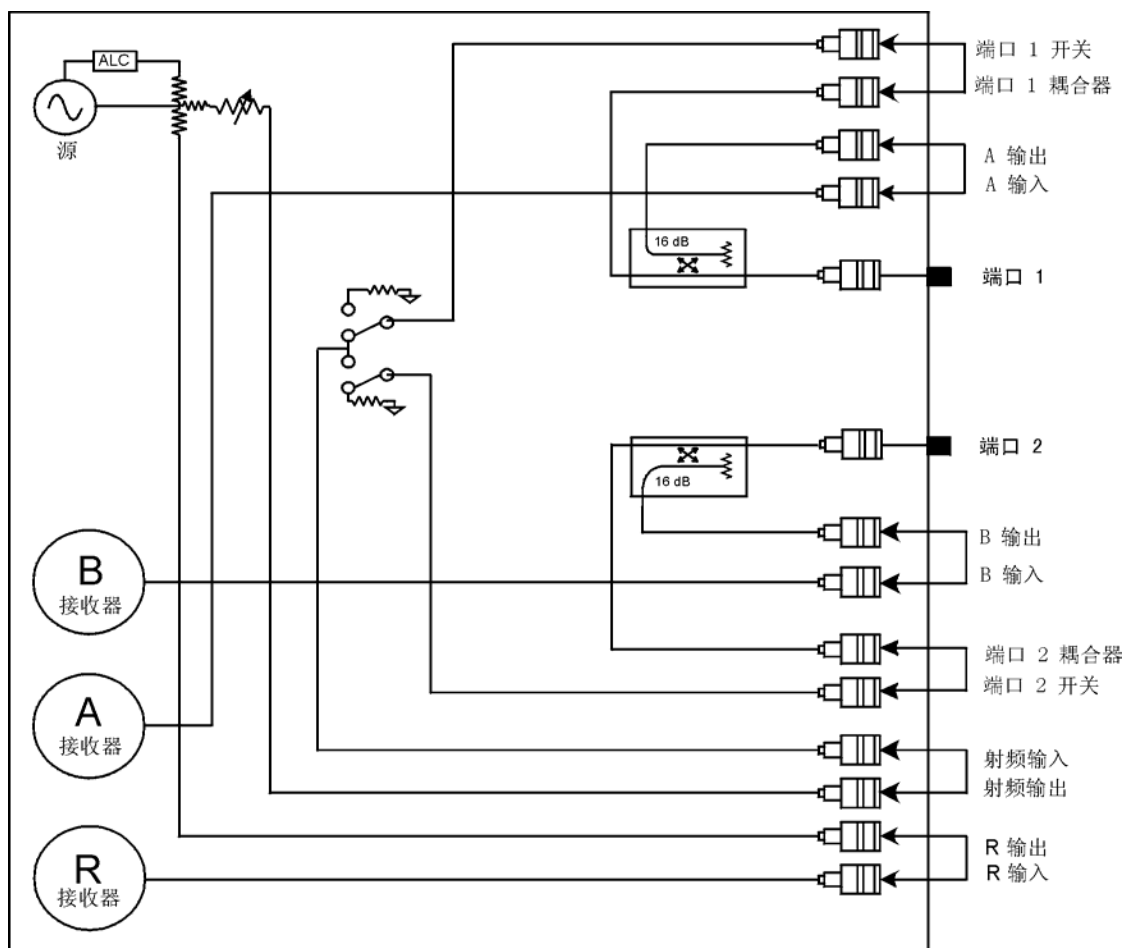 ALC
源
端口 1 开关
端口 1 耦合器
A 输出
A 输入
16 dB
端口 1
端口 2
16 dB
B 输出
B 输入
B
接收器
端口 2 耦合器
端口 2 开关
A
接收器
射频输入
射频输出
R
接收器
R 输出
R 输入